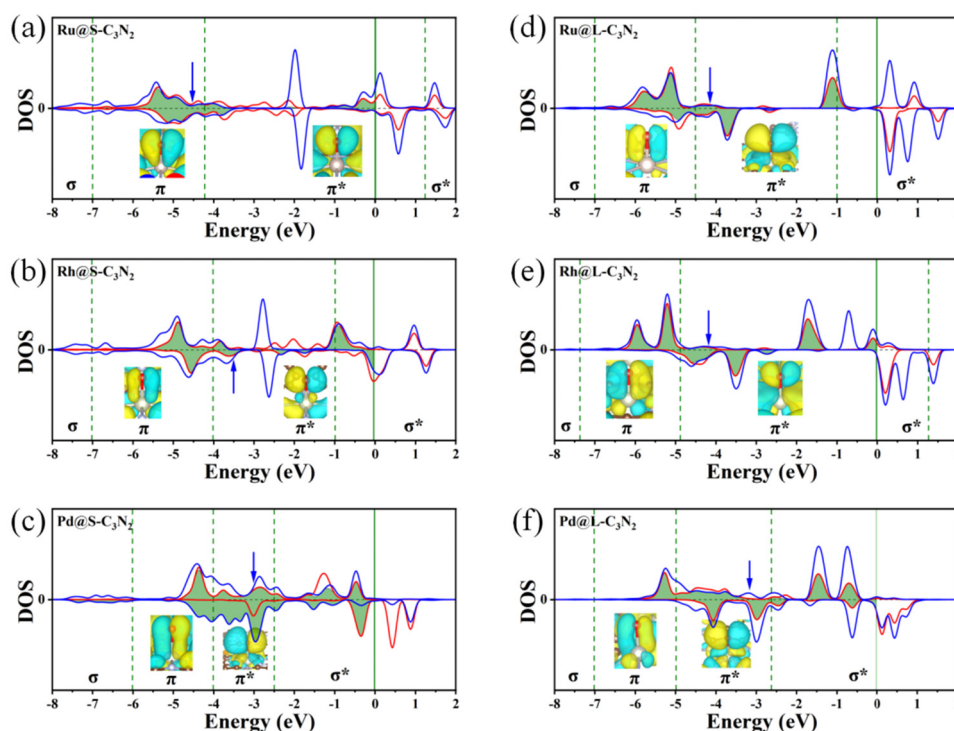 (a)
Ru@S-C₃N₂
DOS
0
σ
π
π*
σ*
-8 -7 -6 -5 -4 -3 -2 -1 0 1 2
Energy (eV)
(d)
Ru@L-C₃N₂
DOS
0
σ
π
π*
σ*
-8 -7 -6 -5 -4 -3 -2 -1 0 1
Energy (eV)
(b)
Rh@S-C₃N₂
DOS
0
σ
π
π*
σ*
-8 -7 -6 -5 -4 -3 -2 -1 0 1 2
Energy (eV)
(e)
Rh@L-C₃N₂
DOS
0
σ
π
π*
σ*
-8 -7 -6 -5 -4 -3 -2 -1 0 1
Energy (eV)
(c)
Pd@S-C₃N₂
DOS
0
σ
π
π*
σ*
-8 -7 -6 -5 -4 -3 -2 -1 0 1 2
Energy (eV)
(f)
Pd@L-C₃N₂
DOS
0
σ
π
π*
σ*
-8 -7 -6 -5 -4 -3 -2 -1 0 1
Energy (eV)